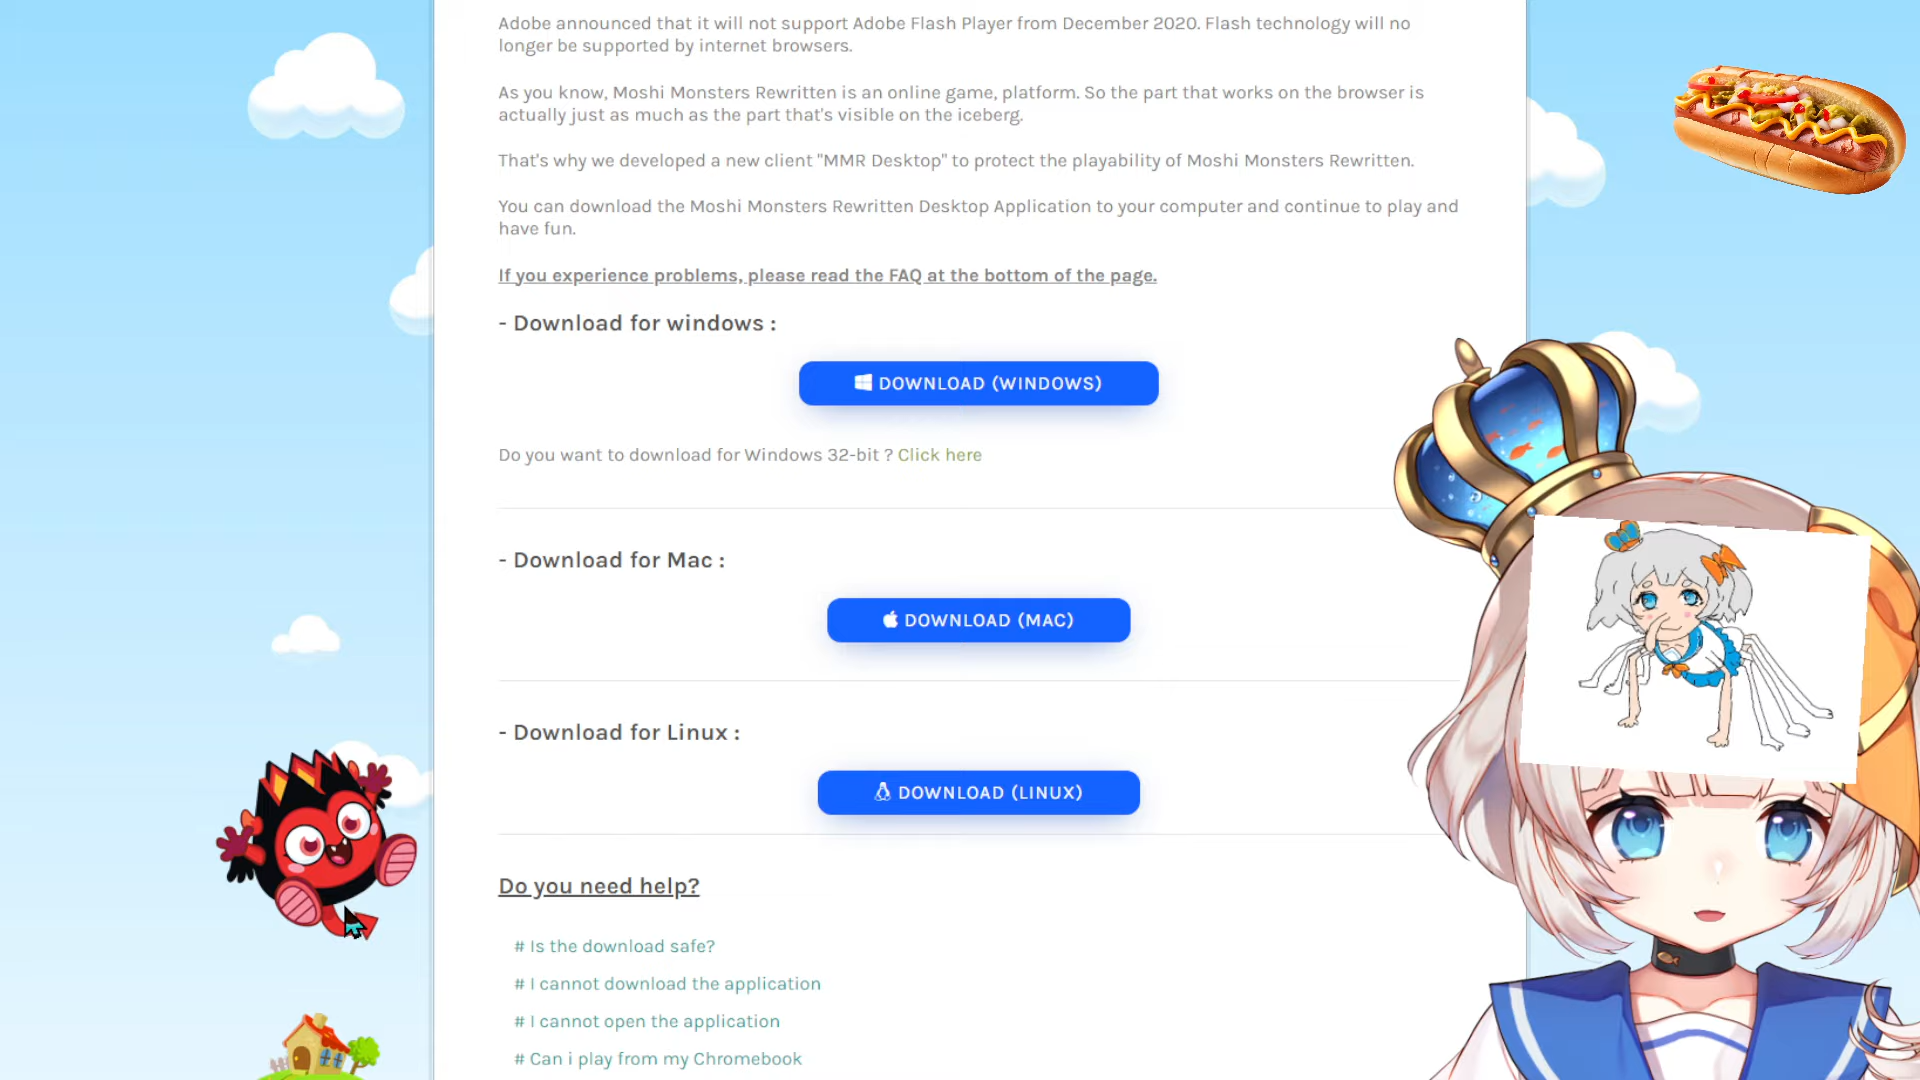 Adobe announced that it will not support Adobe Flash Player from December 2020. Flash technology will no
longer be supported by internet browsers.
As you know, Moshi Monsters Rewritten is an online game, platform. So the part that works on the browser is
actually just as much as the part that's visible on the iceberg.
That's why we developed a new client "MMR Desktop" to protect the playability of Moshi Monsters Rewritten.
You can download the Moshi Monsters Rewritten Desktop Application to your computer and continue to play and
have fun.
If you experience problems, please read the FAQ at the bottom of the page.
- Download for windows :
DOWNLOAD (WINDOWS)
Do you want to download for Windows 32-bit ? Click here
- Download for Mac :
DOWNLOAD (MAC)
- Download for Linux :
DOWNLOAD (LINUX)
Do you need help?
# Is the download safe?
# I cannot download the application
# I cannot open the application
# Can i play from my Chromebook